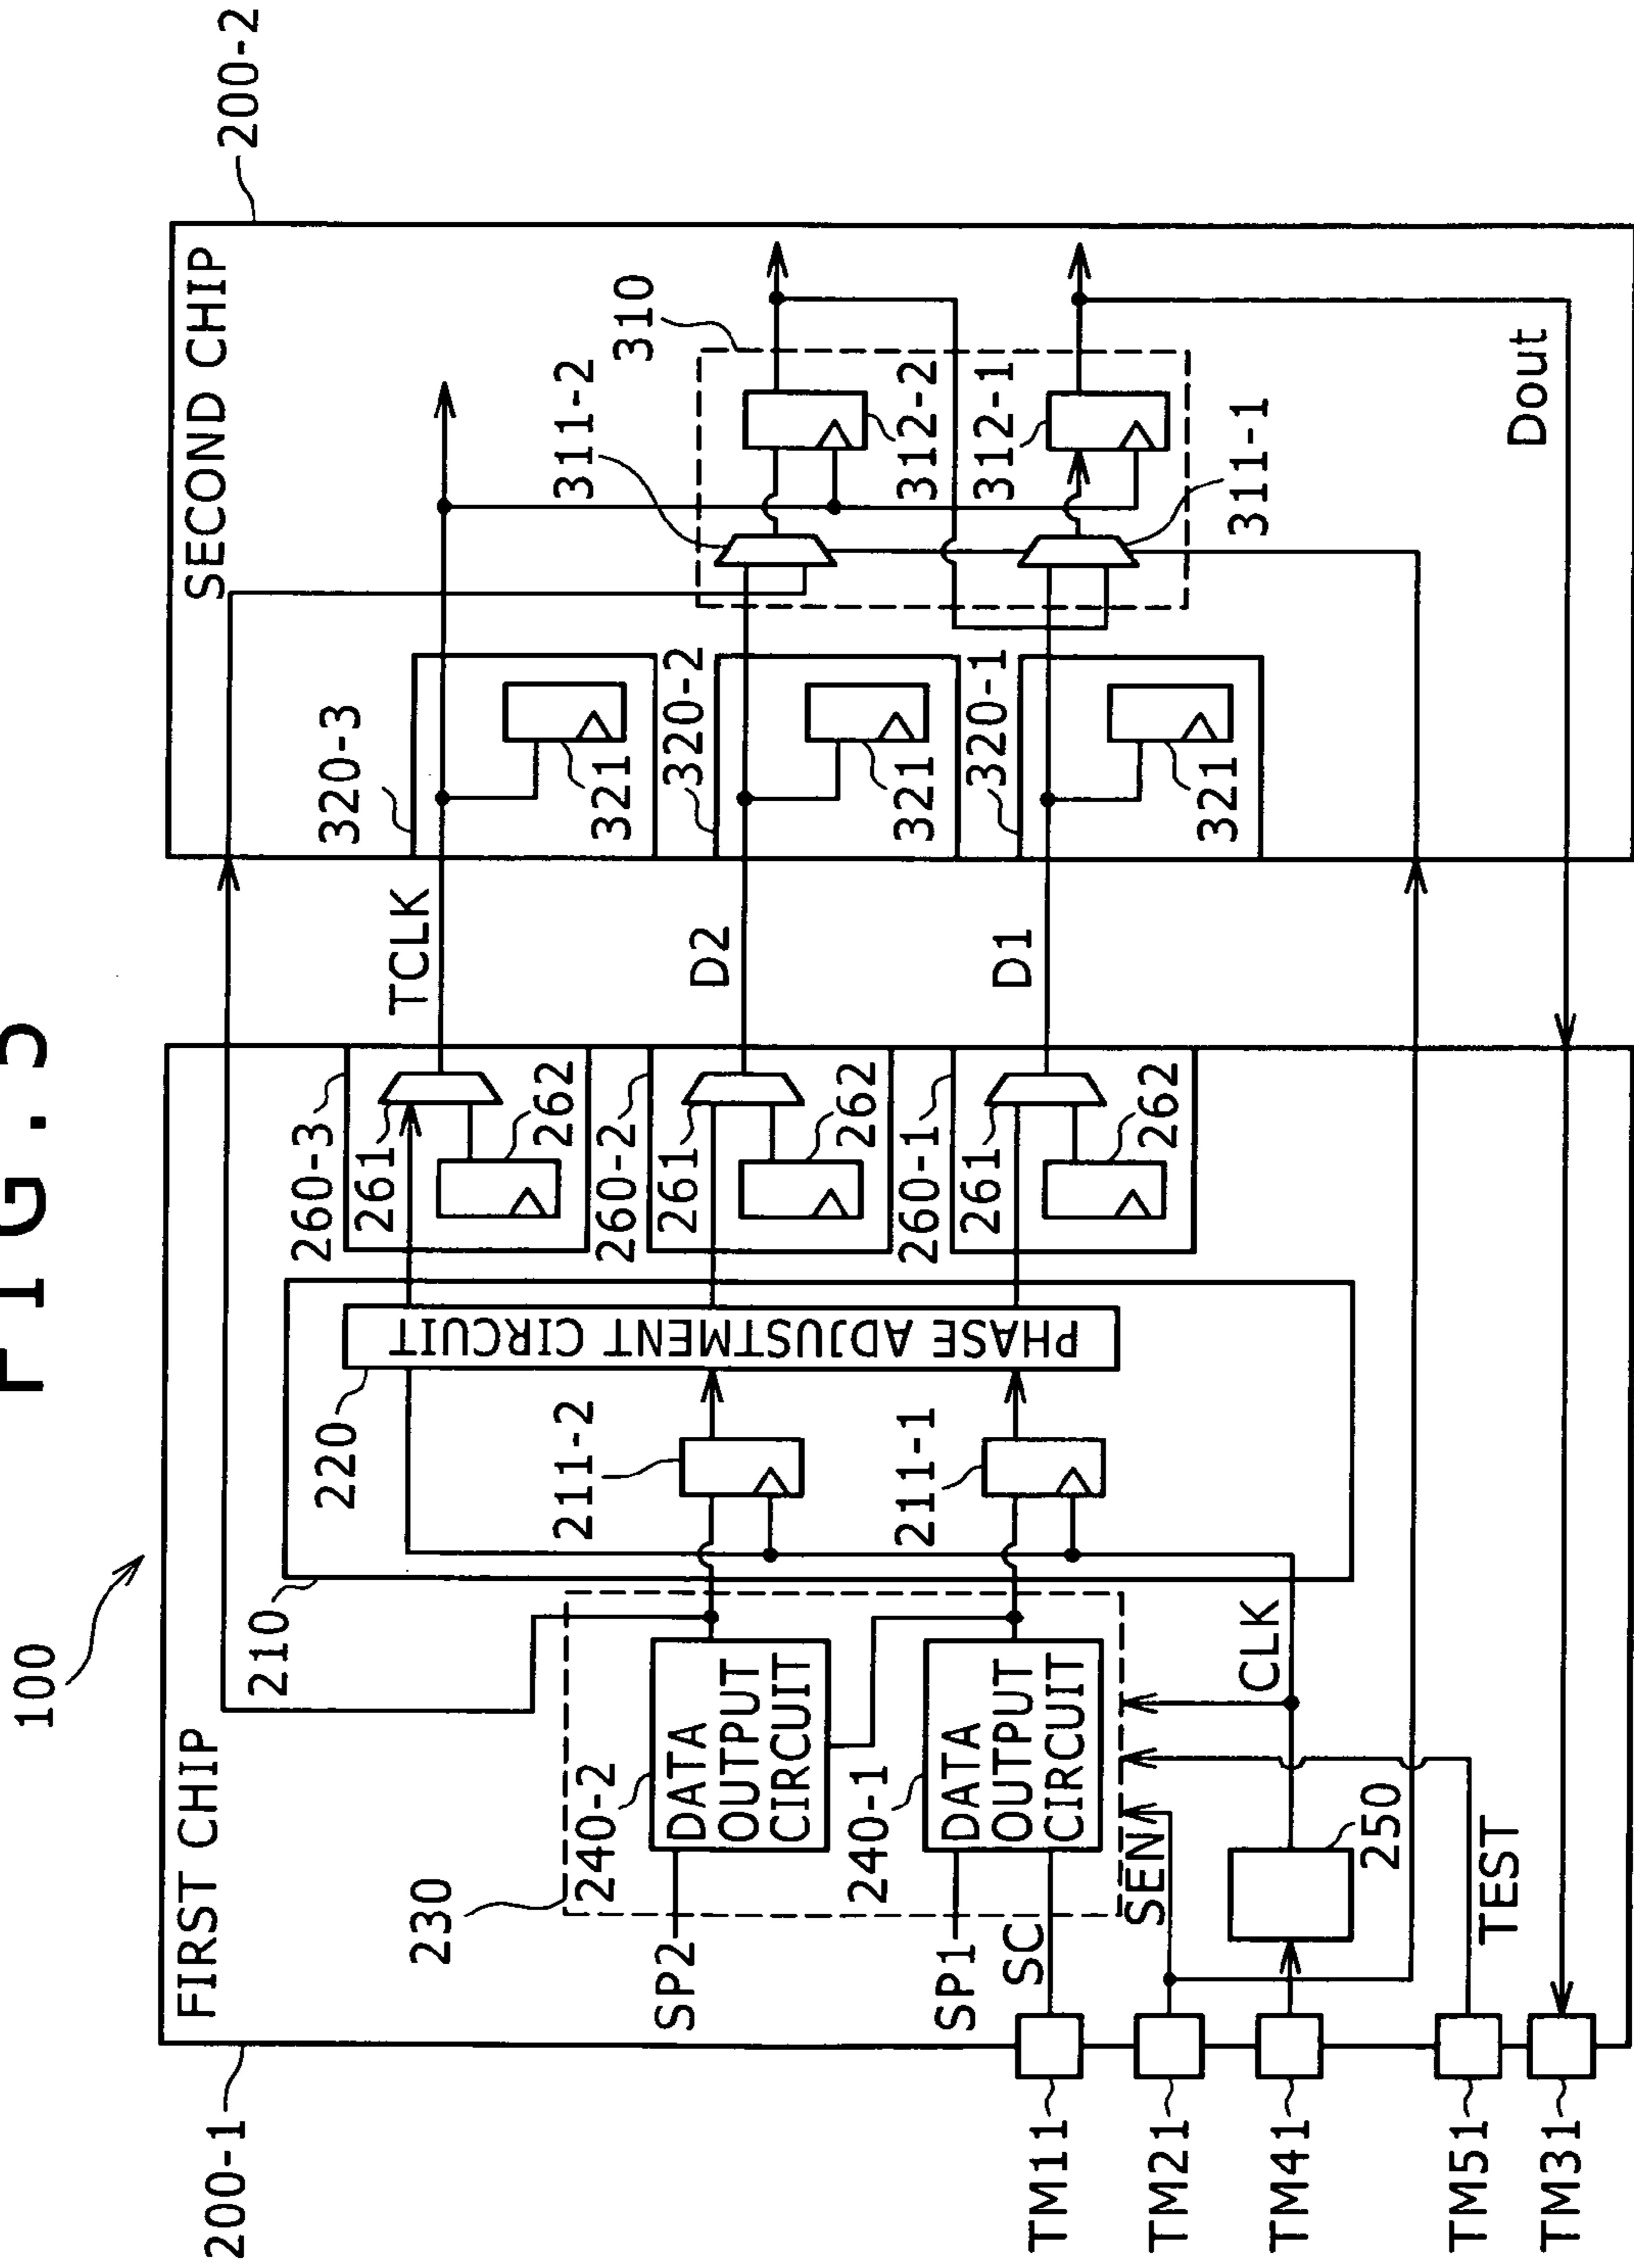 FIG.5
100
200-1
FIRST CHIP
200-2
SECOND CHIP
210
220
PHASE ADJUSTMENT CIRCUIT
230
240-2
DATA
OUTPUT
CIRCUIT
SP2
240-1
DATA
OUTPUT
CIRCUIT
SP1
SC
SEN
CLK
250
TEST
TM11
TM21
TM41
TM51
TM31
211-2
211-1
260-3
261
262
260-2
261
262
260-1
261
262
TCLK
D2
D1
320-3
321
320-2
321
320-1
321
311-2
310
312-2
312-1
311-1
Dout